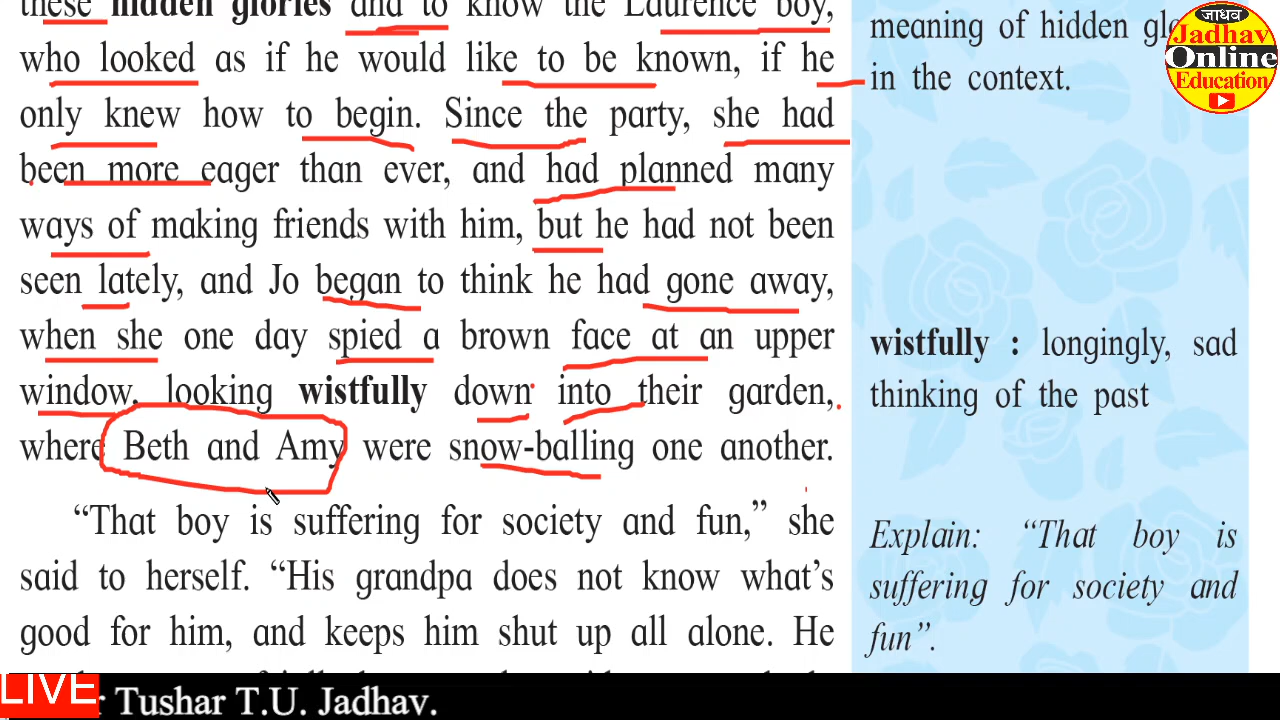 these hidden glories and to know the Laurence boy,
who looked as if he would like to be known, if he
only knew how to begin. Since the party, she had
been more eager than ever, and had planned many
ways of making friends with him, but he had not been
seen lately, and Jo began to think he had gone away,
when she one day spied a brown face at an upper
window, looking wistfully down into their garden,
where Beth and Amy were snow-balling one another.
“That boy is suffering for society and fun,” she
said to herself. “His grandpa does not know what’s
good for him, and keeps him shut up all alone. He
meaning of hidden
in the context.
wistfully : longingly, sad
thinking of the past
Explain: “That boy is
suffering for society and
fun”.
जाधव
Jadhav
Online
Education
LIVE
Tushar T.U. Jadhav.